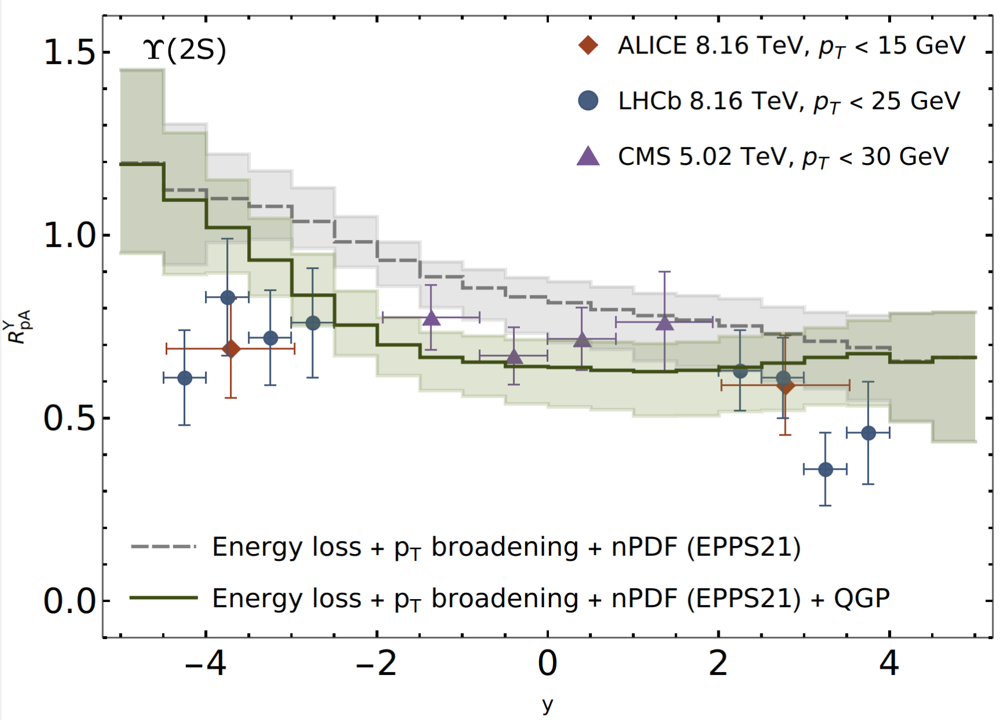 ϒ(2S)
ALICE 8.16 TeV, p_T < 15 GeV
LHCb 8.16 TeV, p_T < 25 GeV
CMS 5.02 TeV, p_T < 30 GeV
1.5
1.0
0.5
0.0
R^Y_pA
Energy loss + p_T broadening + nPDF (EPPS21)
Energy loss + p_T broadening + nPDF (EPPS21) + QGP
−4 −2 0 2 4
y